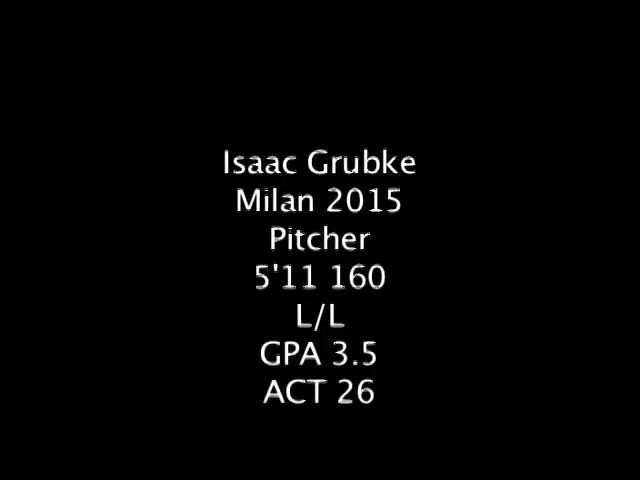 Isaac Grubke
Milan 2015
Pitcher
5'11 160
L/L
GPA 3.5
ACT 26